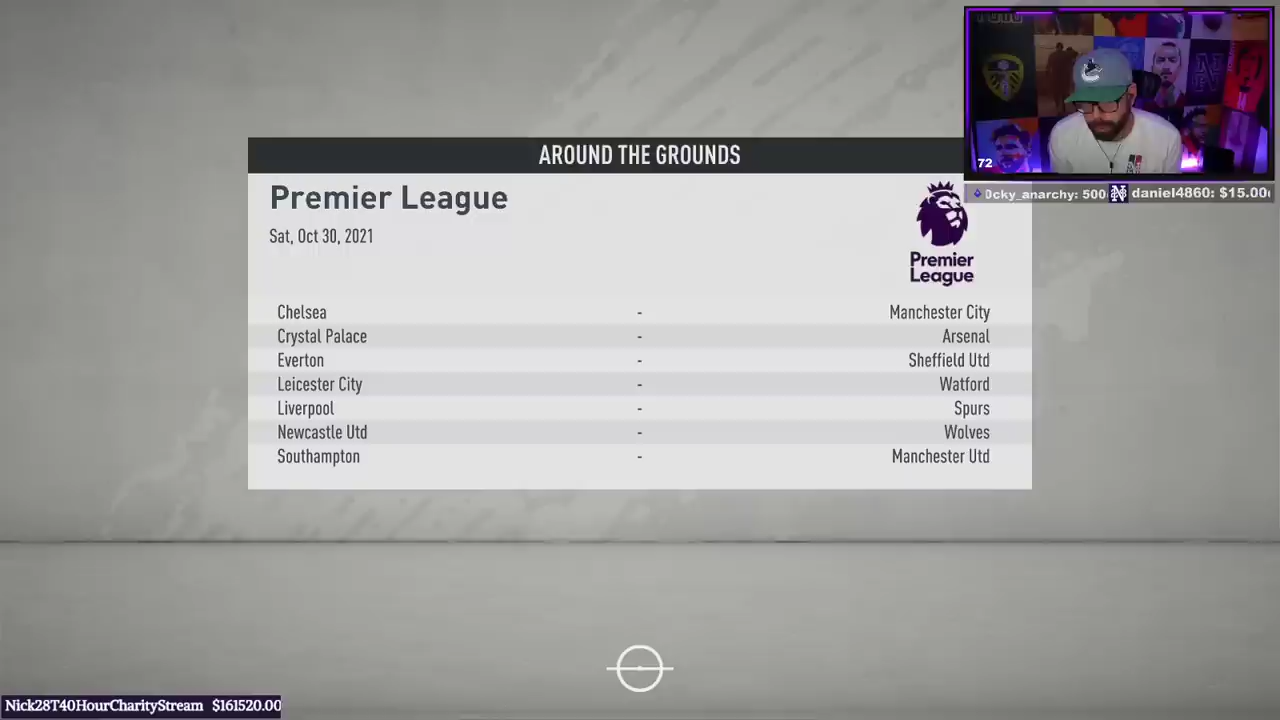 AROUND THE GROUNDS
Premier League
Sat, Oct 30, 2021
Premier
League
Chelsea - Manchester City
Crystal Palace - Arsenal
Everton - Sheffield Utd
Leicester City - Watford
Liverpool - Spurs
Newcastle Utd - Wolves
Southampton - Manchester Utd
72
0cky_anarchy: 500 N daniel4860: $15.00
Nick28T40HourCharityStream $161520.00